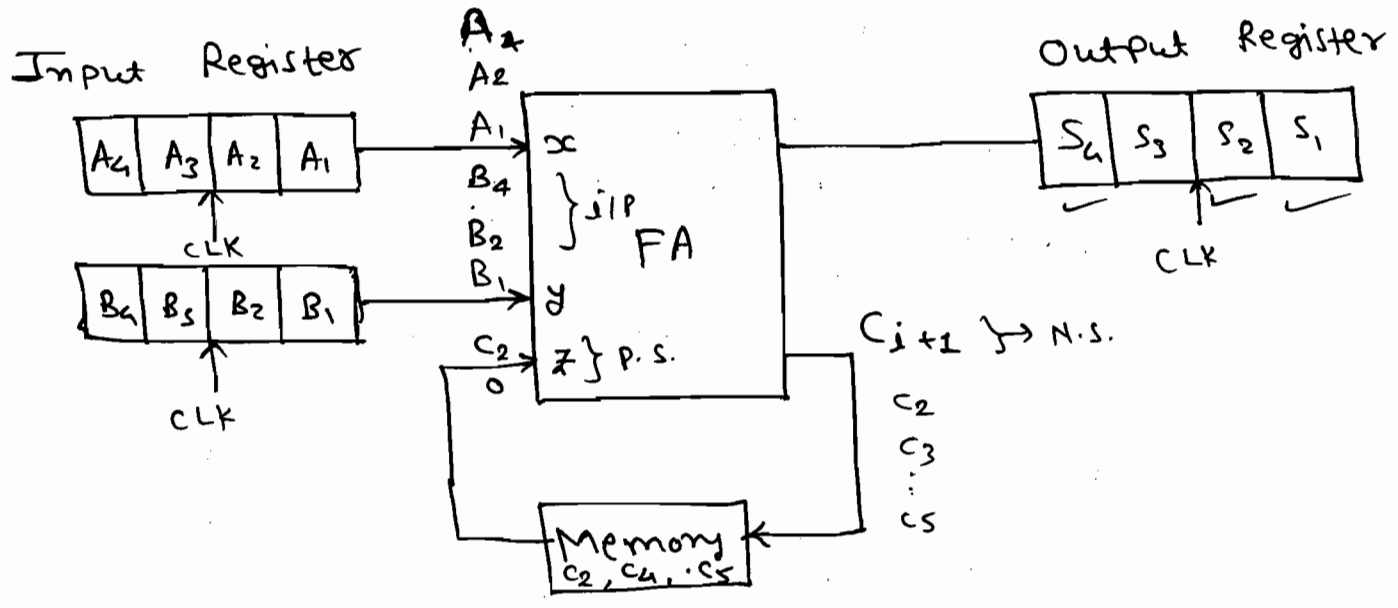 Input Register
A4 A3 A2 A1
CLK
B4 B3 B2 B1
CLK
A2
A1
B4
B2
B1
C2
0
x
} i/p
FA
y
z } P.S.
Output Register
S4 S3 S2 S1
CLK
Ci+1 }→ N.S.
C2
C3
⋮
C5
Memory
C2, C4, .C5